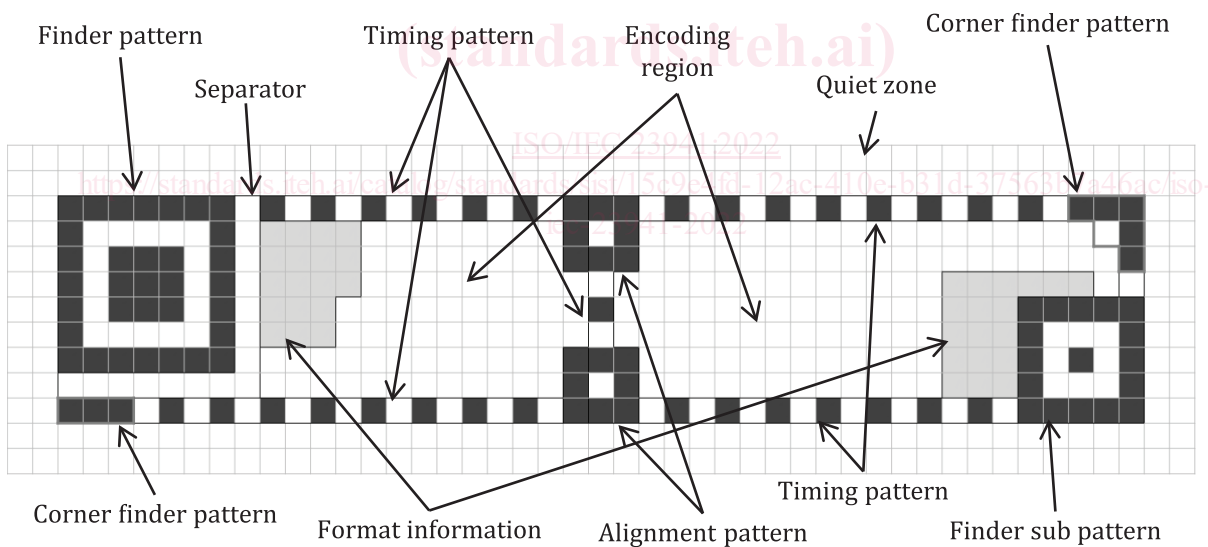 Finder pattern
Separator
Timing pattern
Encoding
region
Quiet zone
Corner finder pattern
(standards.iteh.ai)
ISO/IEC 23941:2022
Corner finder pattern
Format information
Alignment pattern
Timing pattern
Finder sub pattern